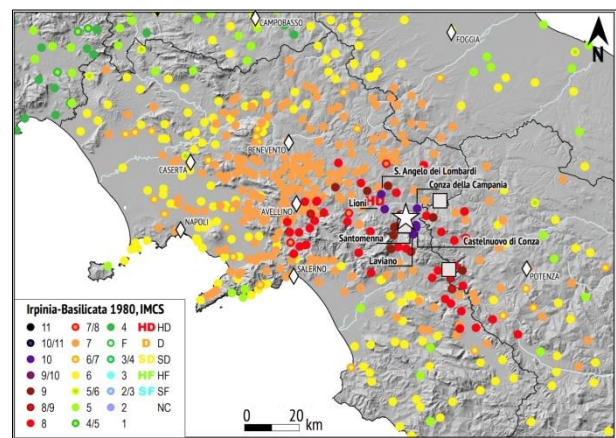 CAMPOBASSO
FOGGIA
N
BENEVENTO
CASERTA
S. Angelo dei Lombardi
Conza della Campania
Lioni
HD
AVELLINO
NAPOLI
Santomenna
Castelnuovo di Conza
Laviano
SALERNO
POTENZA
Irpinia-Basilicata 1980, IMCS
11 7/8 4 HD HD
10/11 7 F D D
10 6/7 3/4 SD SD
9/10 6 3 HF HF
9 5/6 2/3 SF SF
8/9 5 2 NC
8 4/5 1
0 20
km